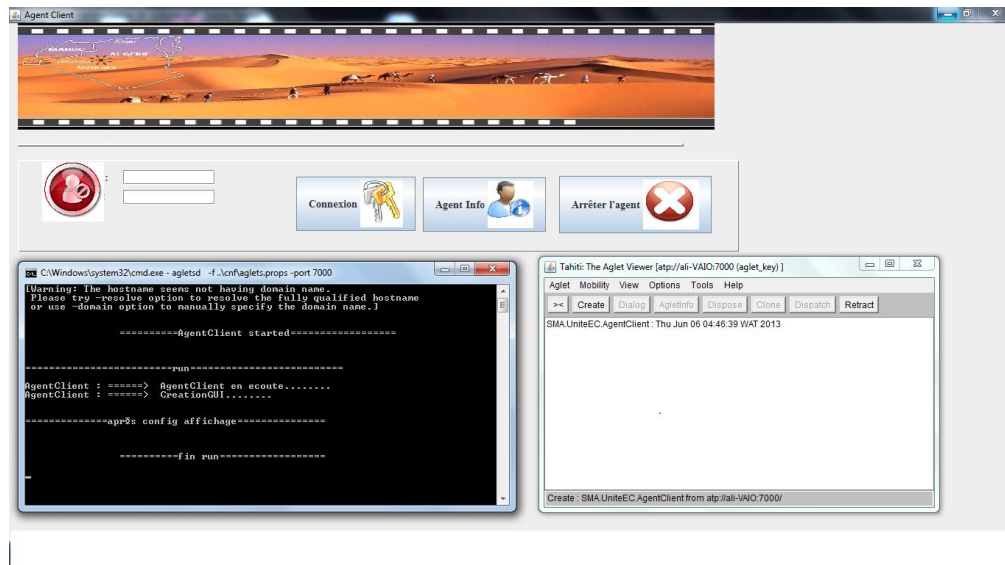 Agent Client
MAROC
ALGERIE
:
Connexion
Agent Info
Arrêter l'agent
C:\Windows\system32\cmd.exe - agletsd -f ..\cnf\aglets.props -port 7000
[Warning: The hostname seems not having domain name.
Please try -resolve option to resolve the fully qualified hostname
or use -domain option to manually specify the domain name.]
==========AgentClient started==================
=========================run==========================
AgentClient : ======> AgentClient en ecoute........
AgentClient : ======> CreationGUI........
==============aprÞs config affichage===============
==========fin run==================
Tahiti: The Aglet Viewer [atp://ali-VAIO:7000 (aglet_key) ]
Aglet Mobility View Options Tools Help
>< Create Dialog AgletInfo Dispose Clone Dispatch Retract
SMA.UniteEC.AgentClient : Thu Jun 06 04:46:39 WAT 2013
Create : SMA.UniteEC.AgentClient from atp://ali-VAIO:7000/